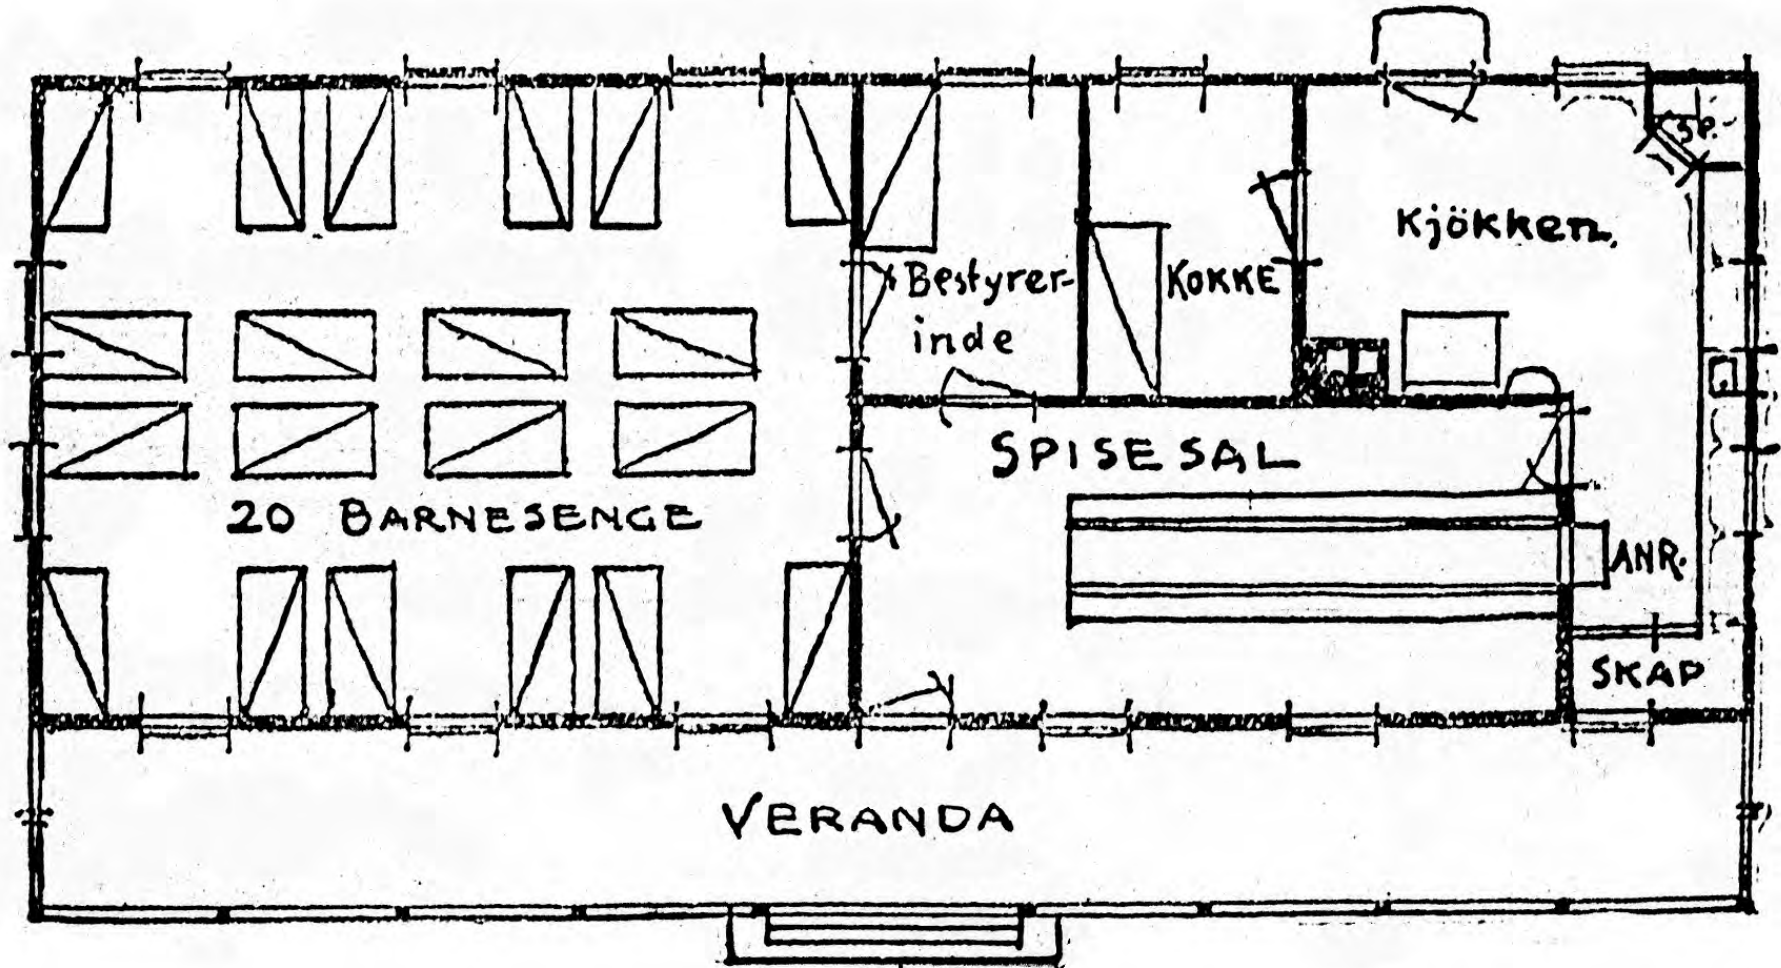 SP.
Kjökken.
Bestyrer-
inde
KOKKE
SPISESAL
20 BARNESENGE
ANR.
SKAP
VERANDA